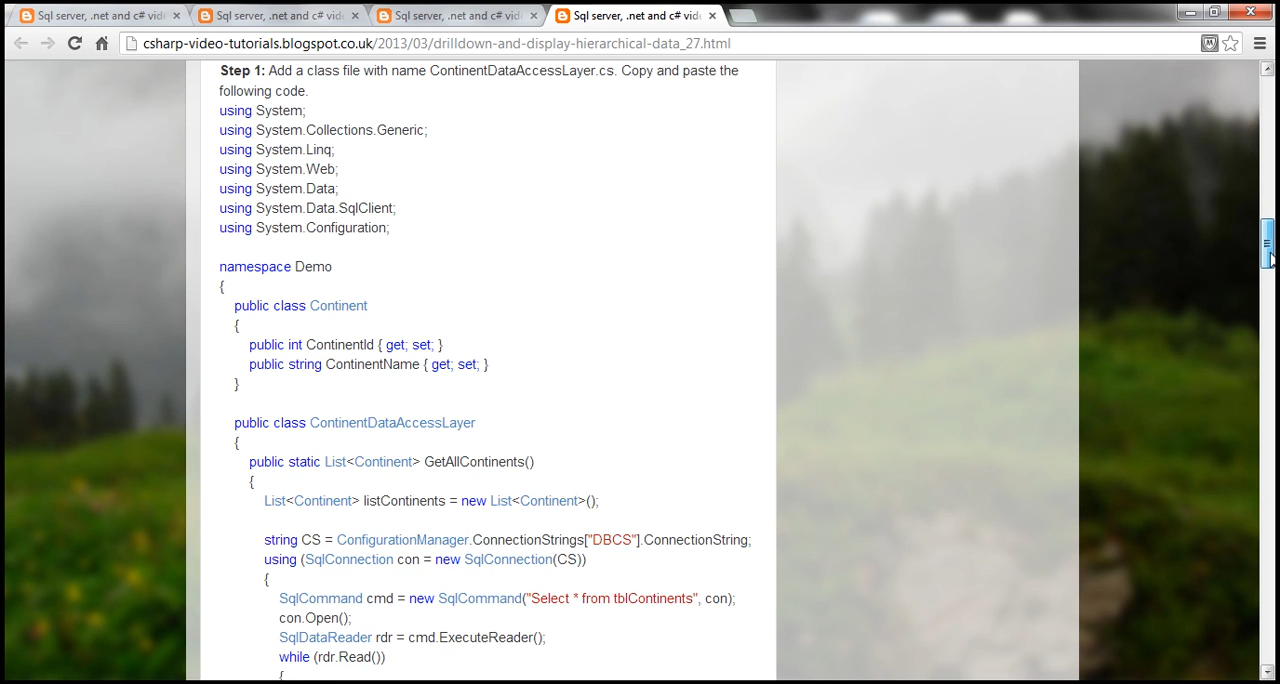 Sql server, .net and c# vide
Sql server, .net and c# vide
Sql server, .net and c# vide
Sql server, .net and c# vide
csharp-video-tutorials.blogspot.co.uk/2013/03/drilldown-and-display-hierarchical-data_27.html
Step 1: Add a class file with name ContinentDataAccessLayer.cs. Copy and paste the
following code.
using System;
using System.Collections.Generic;
using System.Linq;
using System.Web;
using System.Data;
using System.Data.SqlClient;
using System.Configuration;
namespace Demo
{
public class Continent
{
public int ContinentId { get; set; }
public string ContinentName { get; set; }
}
public class ContinentDataAccessLayer
{
public static List<Continent> GetAllContinents()
{
List<Continent> listContinents = new List<Continent>();
string CS = ConfigurationManager.ConnectionStrings["DBCS"].ConnectionString;
using (SqlConnection con = new SqlConnection(CS))
{
SqlCommand cmd = new SqlCommand("Select * from tblContinents", con);
con.Open();
SqlDataReader rdr = cmd.ExecuteReader();
while (rdr.Read())
{